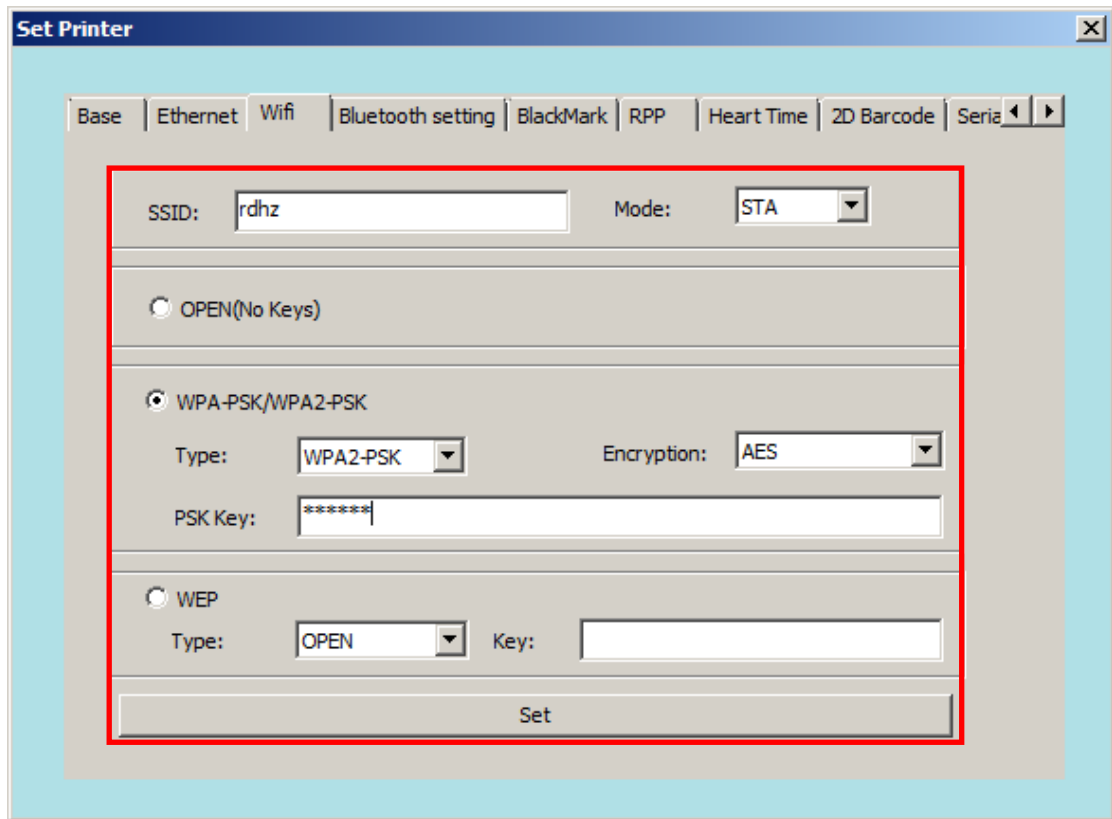 Set Printer
Base Ethernet Wifi Bluetooth setting BlackMark RPP Heart Time 2D Barcode Seria
SSID: rdhz Mode: STA
OPEN(No Keys)
WPA-PSK/WPA2-PSK
Type: WPA2-PSK Encryption: AES
PSK Key: ******
WEP
Type: OPEN Key:
Set